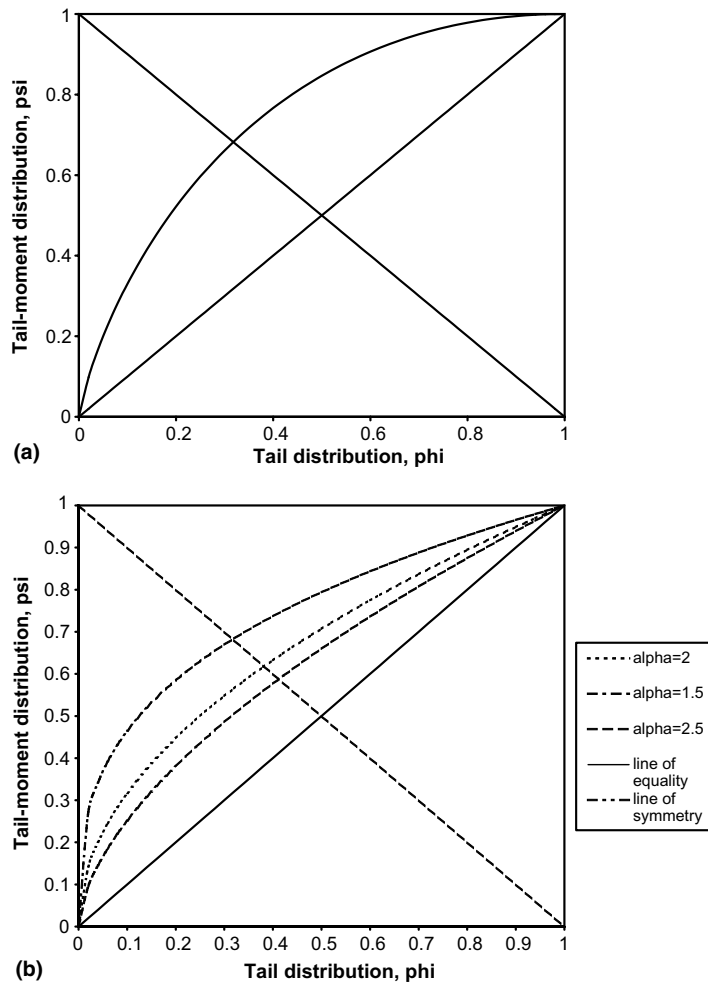 1
0.8
0.6
0.4
0.2
0
Tail-moment distribution, psi
0 0.2 0.4 0.6 0.8 1
Tail distribution, phi
(a)
1
0.9
0.8
0.7
0.6
0.5
0.4
0.3
0.2
0.1
0
Tail-moment distribution, psi
0 0.1 0.2 0.3 0.4 0.5 0.6 0.7 0.8 0.9 1
Tail distribution, phi
(b)
alpha=2
alpha=1.5
alpha=2.5
line of
equality
line of
symmetry